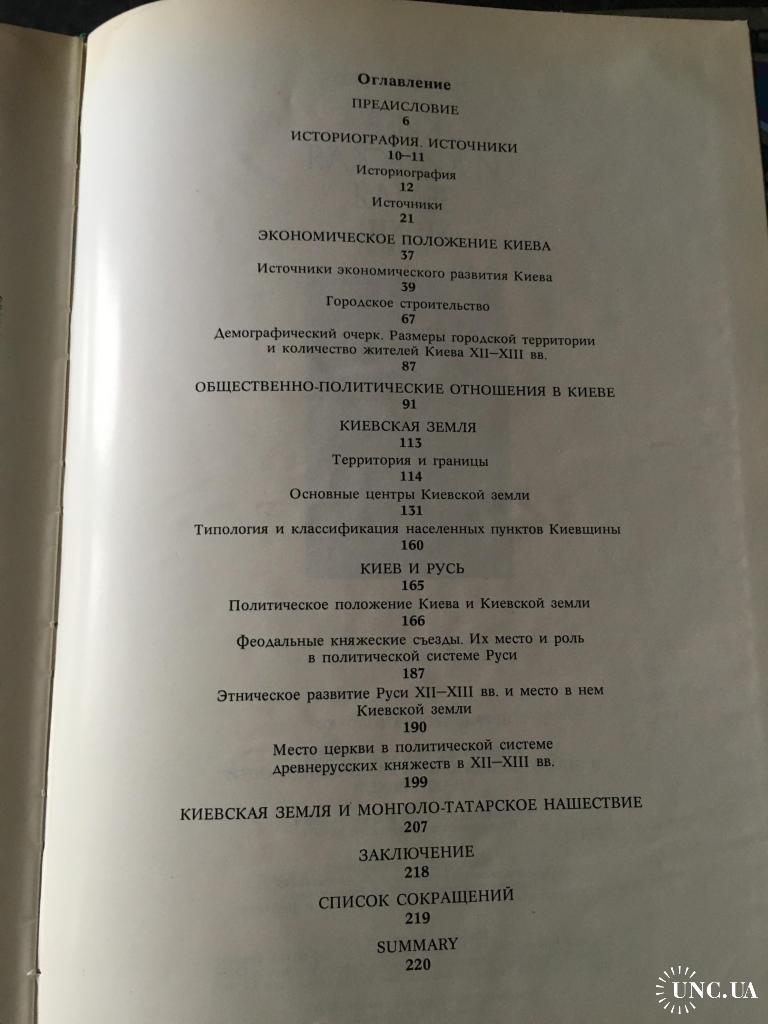 Оглавление
ПРЕДИСЛОВИЕ
6
ИСТОРИОГРАФИЯ. ИСТОЧНИКИ
10—11
Историография
12
Источники
21
ЭКОНОМИЧЕСКОЕ ПОЛОЖЕНИЕ КИЕВА
37
Источники экономического развития Киева
39
Городское строительство
67
Демографический очерк. Размеры городской территории
и количество жителей Киева XII—XIII вв.
87
ОБЩЕСТВЕННО-ПОЛИТИЧЕСКИЕ ОТНОШЕНИЯ В КИЕВЕ
91
КИЕВСКАЯ ЗЕМЛЯ
113
Территория и границы
114
Основные центры Киевской земли
131
Типология и классификация населенных пунктов Киевщины
160
КИЕВ И РУСЬ
165
Политическое положение Киева и Киевской земли
166
Феодальные княжеские съезды. Их место и роль
в политической системе Руси
187
Этническое развитие Руси XII—XIII вв. и место в нем
Киевской земли
190
Место церкви в политической системе
древнерусских княжеств в XII—XIII вв.
199
КИЕВСКАЯ ЗЕМЛЯ И МОНГОЛО-ТАТАРСКОЕ НАШЕСТВИЕ
207
ЗАКЛЮЧЕНИЕ
218
СПИСОК СОКРАЩЕНИЙ
219
SUMMARY
220
UNC.UA